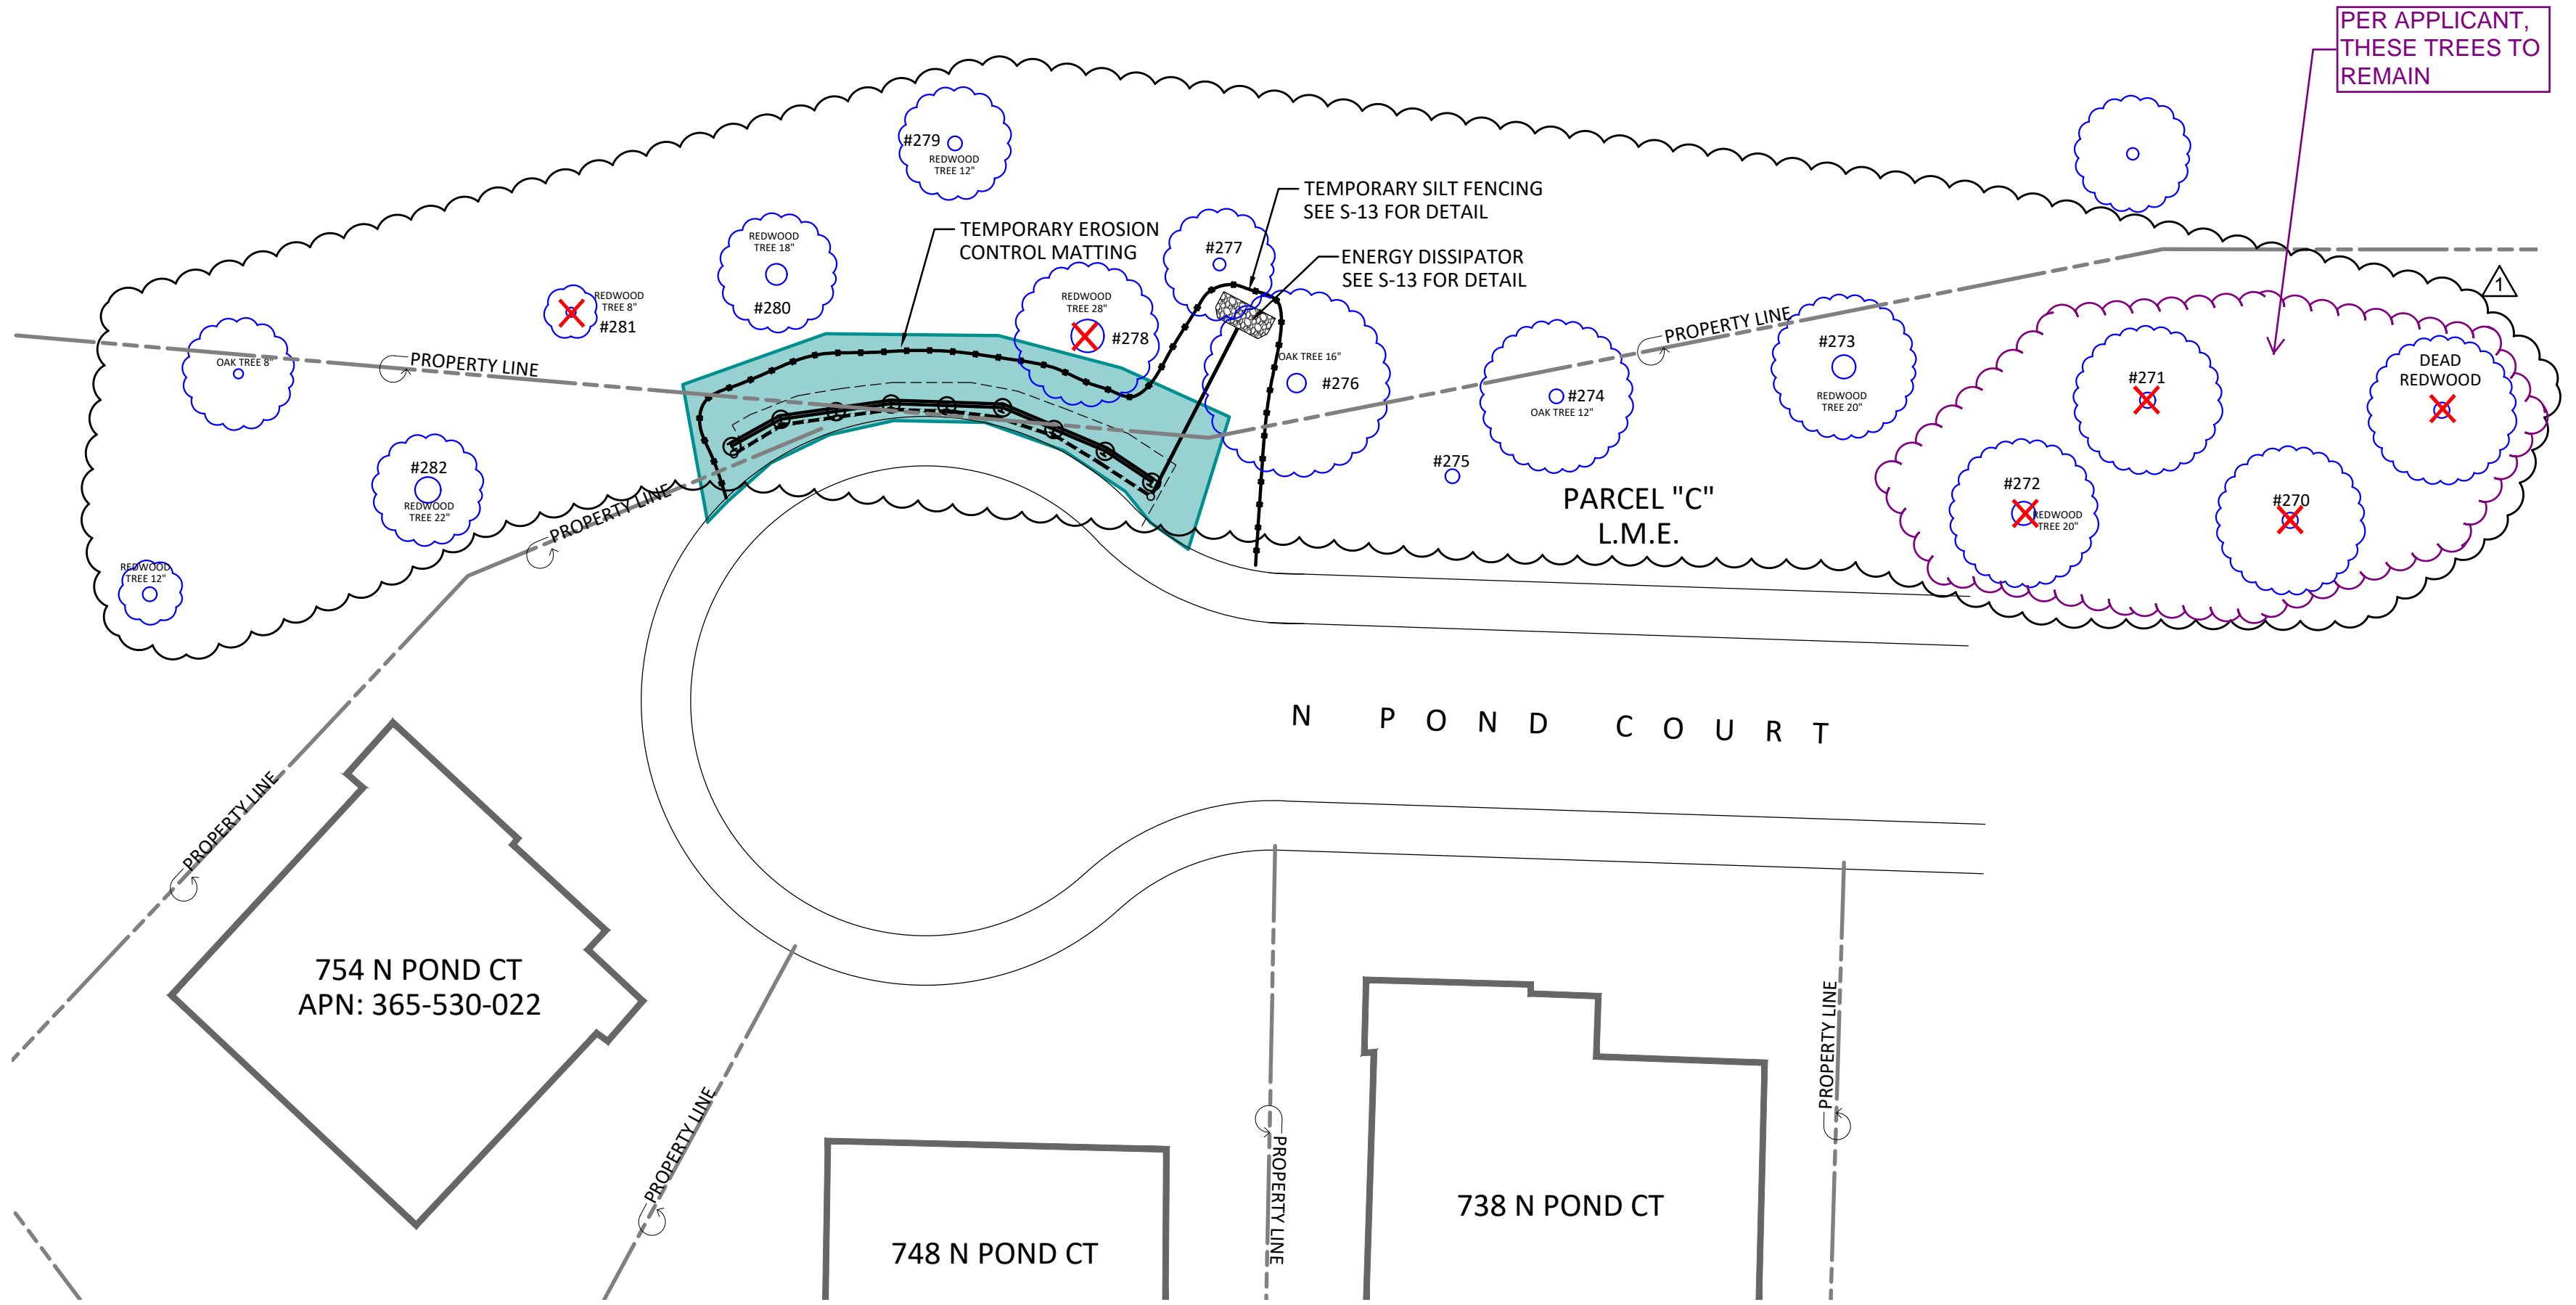 PER APPLICANT,
THESE TREES TO
REMAIN
#279
REDWOOD
TREE 12"
TEMPORARY SILT FENCING
SEE S-13 FOR DETAIL
TEMPORARY EROSION
CONTROL MATTING
#277
ENERGY DISSIPATOR
SEE S-13 FOR DETAIL
REDWOOD
TREE 18"
#280
REDWOOD
TREE 8"
#281
REDWOOD
TREE 28"
#278
1
OAK TREE 8"
PROPERTY LINE
OAK TREE 16"
#276
PROPERTY LINE
#274
OAK TREE 12"
#273
REDWOOD
TREE 20"
#271
DEAD
REDWOOD
#282
REDWOOD
TREE 22"
PROPERTY LINE
#275
PARCEL "C"
L.M.E.
#272
REDWOOD
TREE 20"
#270
REDWOOD
TREE 12"
N POND COURT
PROPERTY LINE
754 N POND CT
APN: 365-530-022
PROPERTY LINE
PROPERTY LINE
PROPERTY LINE
748 N POND CT
738 N POND CT